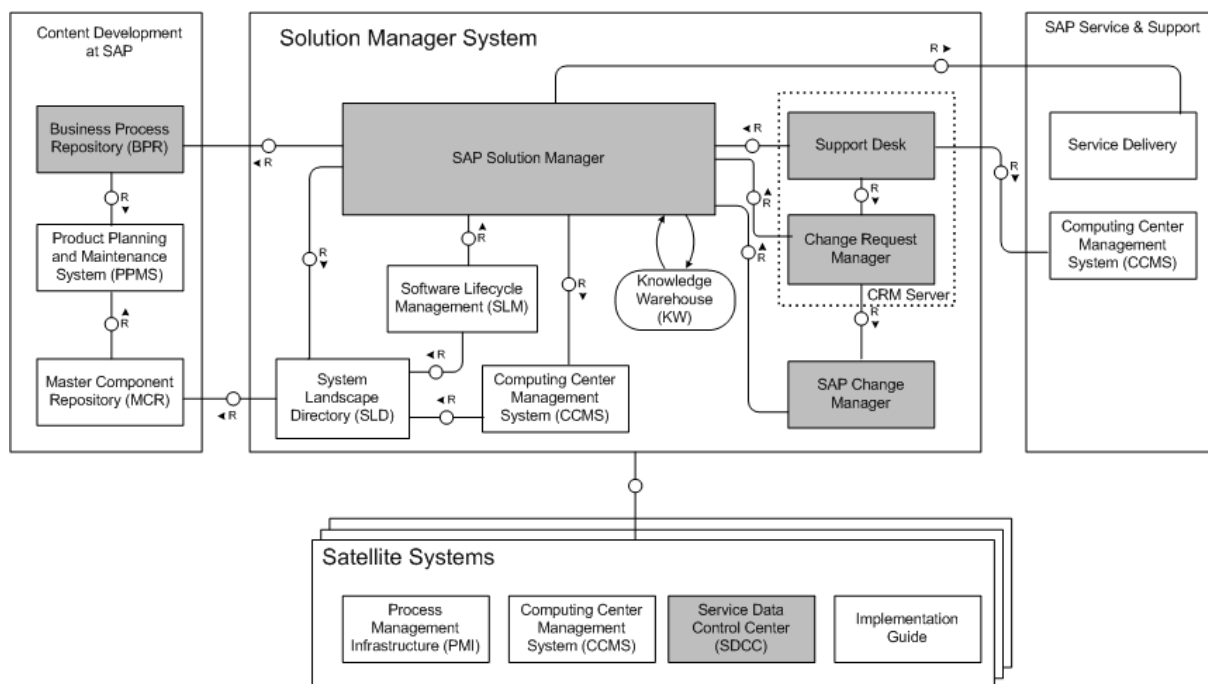 Content Development
at SAP
Business Process
Repository (BPR)
R
R
Product Planning
and Maintenance
System (PPMS)
R
Master Component
Repository (MCR)
R
Solution Manager System
R
SAP Solution Manager
R
Support Desk
R
R
R
R
Change Request
Manager
CRM Server
R
R
R
Software Lifecycle
Management (SLM)
R
Knowledge
Warehouse
(KW)
R
SAP Change
Manager
System
Landscape
Directory (SLD)
R
R
Computing Center
Management
System (CCMS)
SAP Service & Support
Service Delivery
Computing Center
Management
System (CCMS)
Satellite Systems
Process
Management
Infrastructure (PMI)
Computing Center
Management
System (CCMS)
Service Data
Control Center
(SDCC)
Implementation
Guide